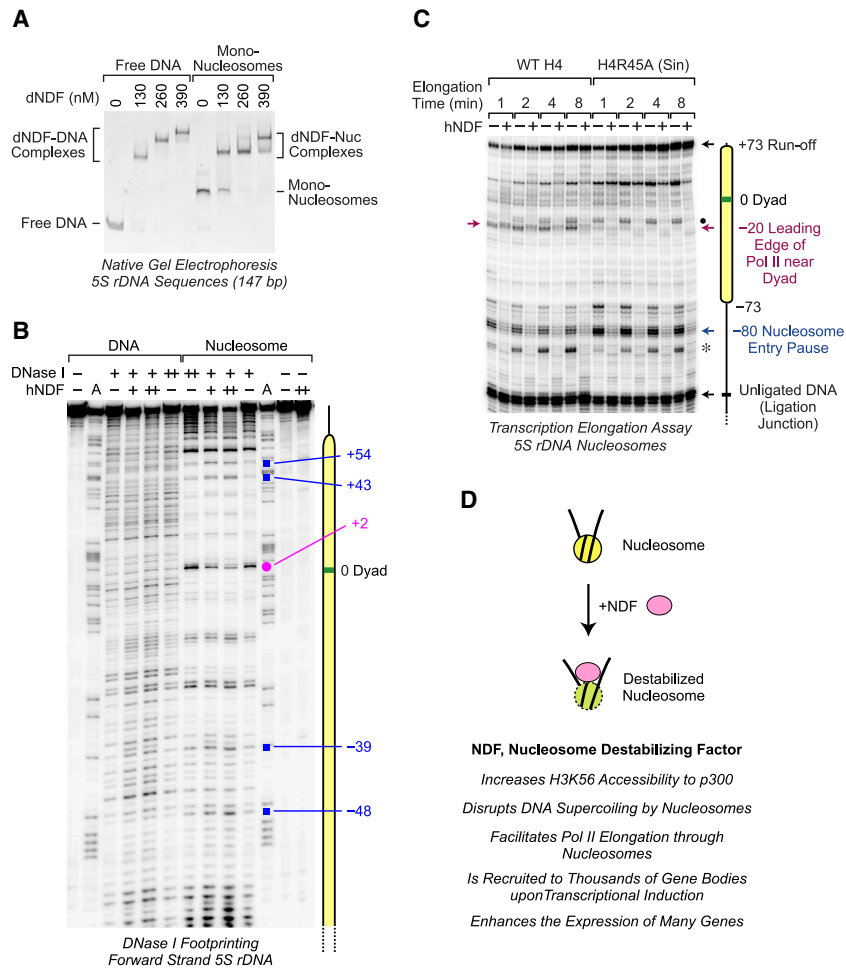 A
Free DNA
Mono-
Nucleosomes
dNDF (nM)
0 130 260 390 0 130 260 390
dNDF-DNA
Complexes
dNDF-Nuc
Complexes
Mono-
Nucleosomes
Free DNA
Native Gel Electrophoresis
5S rDNA Sequences (147 bp)
B
DNA Nucleosome
DNase I – + + + ++ ++ + ++ + – –
hNDF – A – + ++ – – + ++ – A – ++
+54
+43
+2
0 Dyad
–39
–48
DNase I Footprinting
Forward Strand 5S rDNA
C
WT H4 H4R45A (Sin)
Elongation
Time (min) 1 2 4 8 1 2 4 8
hNDF – + – + – + – + – + – + – + – +
+73 Run-off
0 Dyad
●
–20 Leading
Edge of
Pol II near
Dyad
–73
–80 Nucleosome
Entry Pause
*
Unligated DNA
(Ligation
Junction)
Transcription Elongation Assay
5S rDNA Nucleosomes
D
Nucleosome
+NDF
Destabilized
Nucleosome
NDF, Nucleosome Destabilizing Factor
Increases H3K56 Accessibility to p300
Disrupts DNA Supercoiling by Nucleosomes
Facilitates Pol II Elongation through
Nucleosomes
Is Recruited to Thousands of Gene Bodies
uponTranscriptional Induction
Enhances the Expression of Many Genes